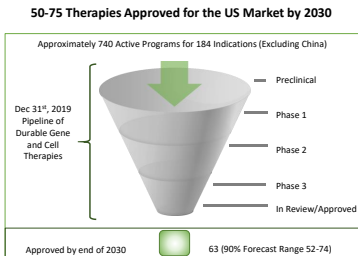 50-75 Therapies Approved for the US Market by 2030
Approximately 740 Active Programs for 184 Indications (Excluding China)
Dec 31st, 2019
Pipeline of
Durable Gene
and Cell
Therapies
Preclinical
Phase 1
Phase 2
Phase 3
In Review/Approved
Approved by end of 2030
63 (90% Forecast Range 52-74)